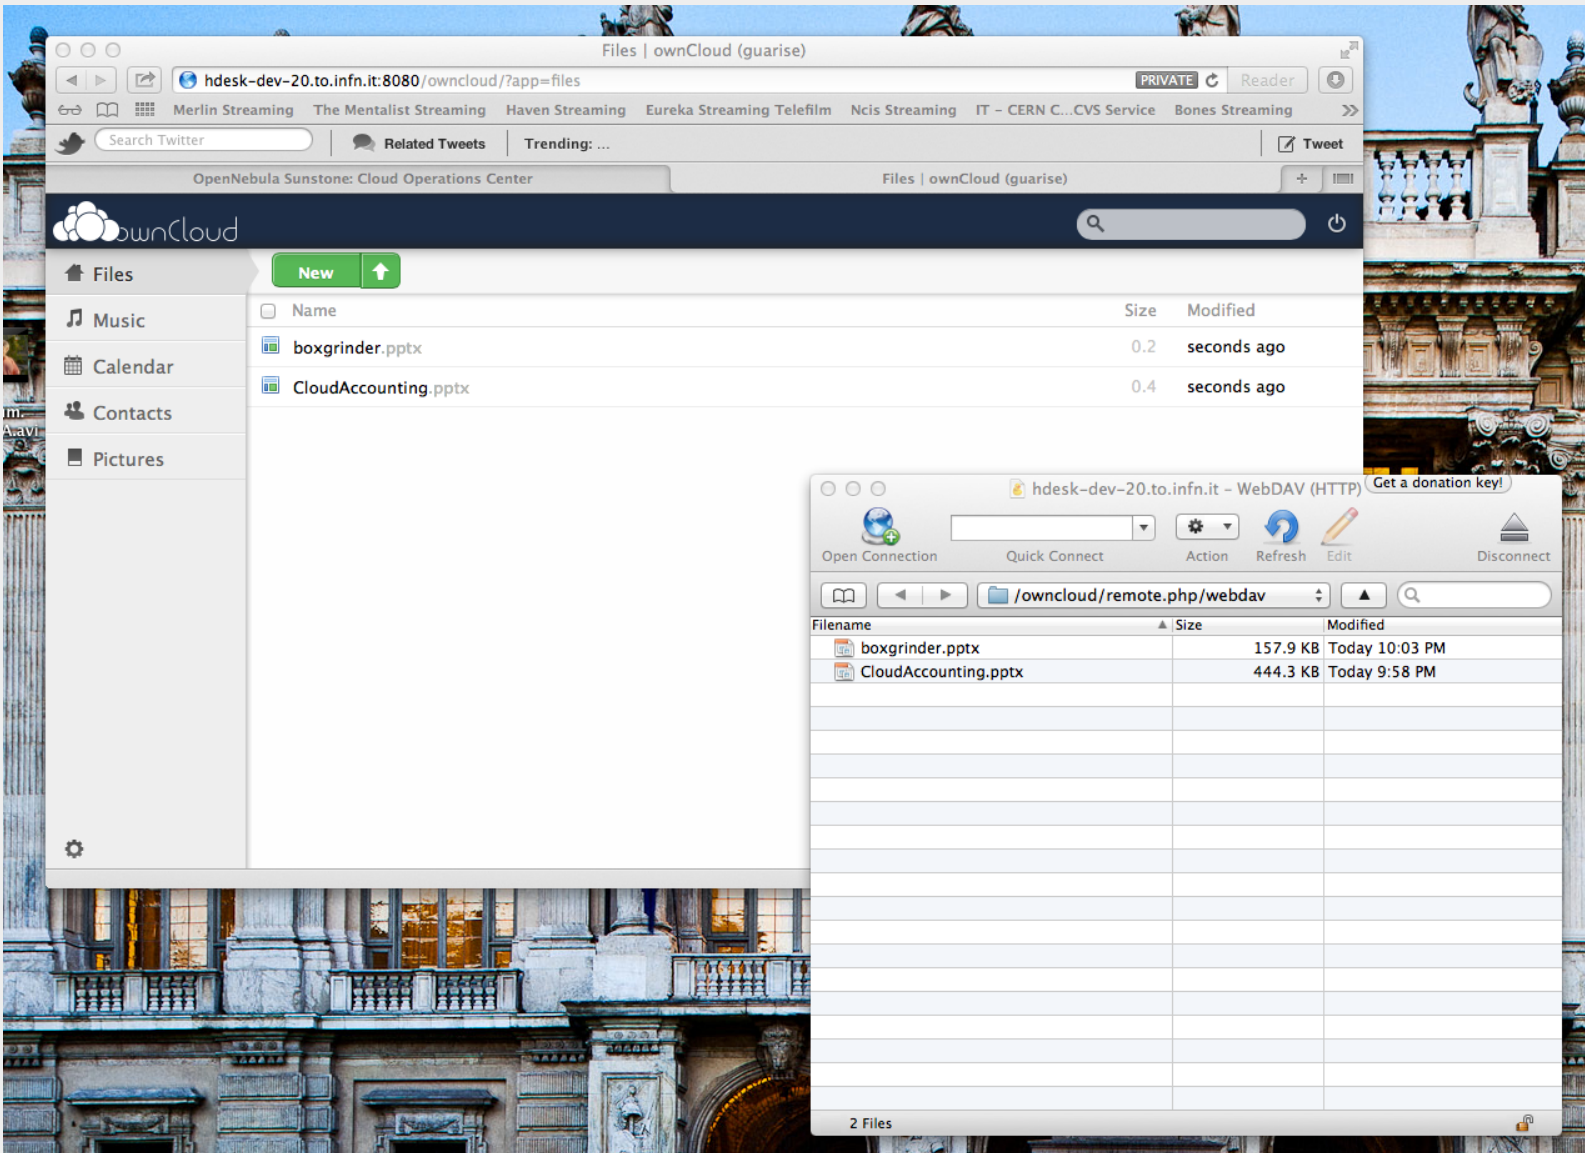 Files | ownCloud (guarise)
hdesk-dev-20.to.infn.it:8080/owncloud/?app=files PRIVATE Reader
Merlin Streaming The Mentalist Streaming Haven Streaming Eureka Streaming Telefilm Ncis Streaming IT – CERN C...CVS Service Bones Streaming >>
Search Twitter Related Tweets Trending: ... Tweet
OpenNebula Sunstone: Cloud Operations Center Files | ownCloud (guarise)
ownCloud
Files New
Name Size Modified
Music
boxgrinder.pptx 0.2 seconds ago
Calendar
CloudAccounting.pptx 0.4 seconds ago
Contacts
A.avi
Pictures
hdesk-dev-20.to.infn.it – WebDAV (HTTP) Get a donation key!
Open Connection Quick Connect Action Refresh Edit Disconnect
/owncloud/remote.php/webdav
Filename Size Modified
boxgrinder.pptx 157.9 KB Today 10:03 PM
CloudAccounting.pptx 444.3 KB Today 9:58 PM
2 Files